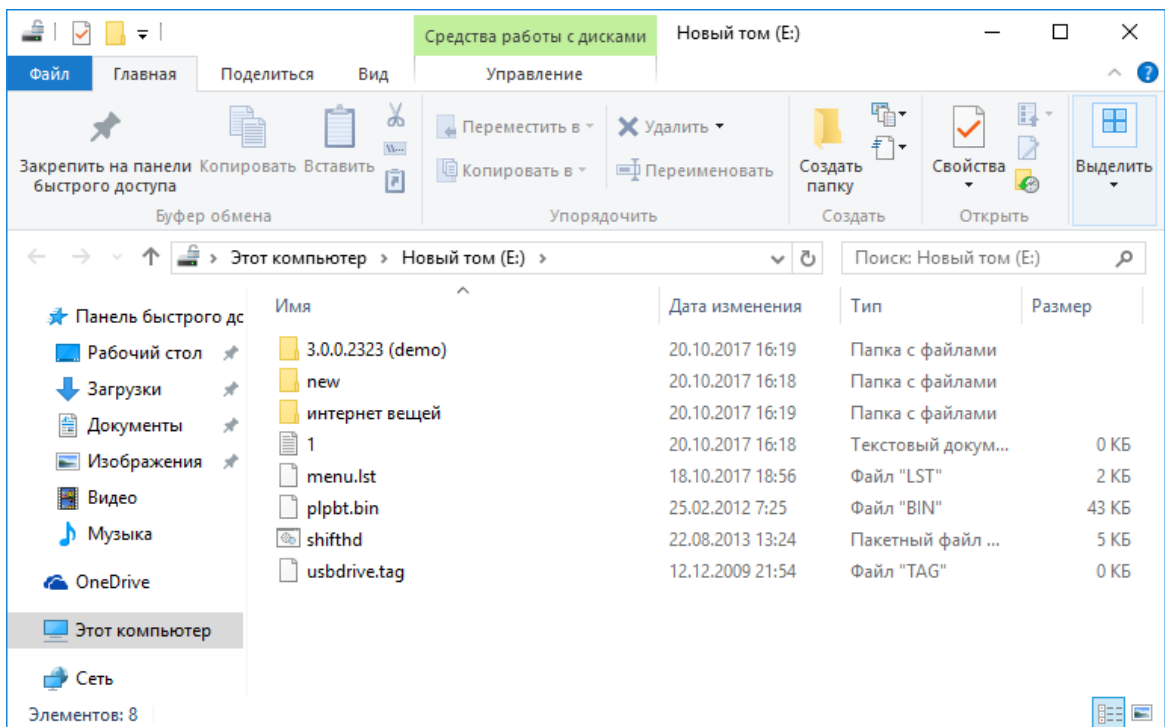 Средства работы с дисками Новый том (E:)
Файл Главная Поделиться Вид Управление
Закрепить на панели быстрого доступа
Копировать
Вставить
Переместить в
Копировать в
Удалить
Переименовать
Создать папку
Свойства
Выделить
Буфер обмена Упорядочить Создать Открыть
Этот компьютер > Новый том (E:) > Поиск: Новый том (E:)
Панель быстрого дс
Рабочий стол
Загрузки
Документы
Изображения
Видео
Музыка
OneDrive
Этот компьютер
Сеть
Имя Дата изменения Тип Размер
3.0.0.2323 (demo) 20.10.2017 16:19 Папка с файлами
new 20.10.2017 16:18 Папка с файлами
интернет вещей 20.10.2017 16:19 Папка с файлами
1 20.10.2017 16:18 Текстовый докум... 0 КБ
menu.lst 18.10.2017 18:56 Файл "LST" 2 КБ
plpbt.bin 25.02.2012 7:25 Файл "BIN" 43 КБ
shifthd 22.08.2013 13:24 Пакетный файл ... 5 КБ
usbdrive.tag 12.12.2009 21:54 Файл "TAG" 0 КБ
Элементов: 8